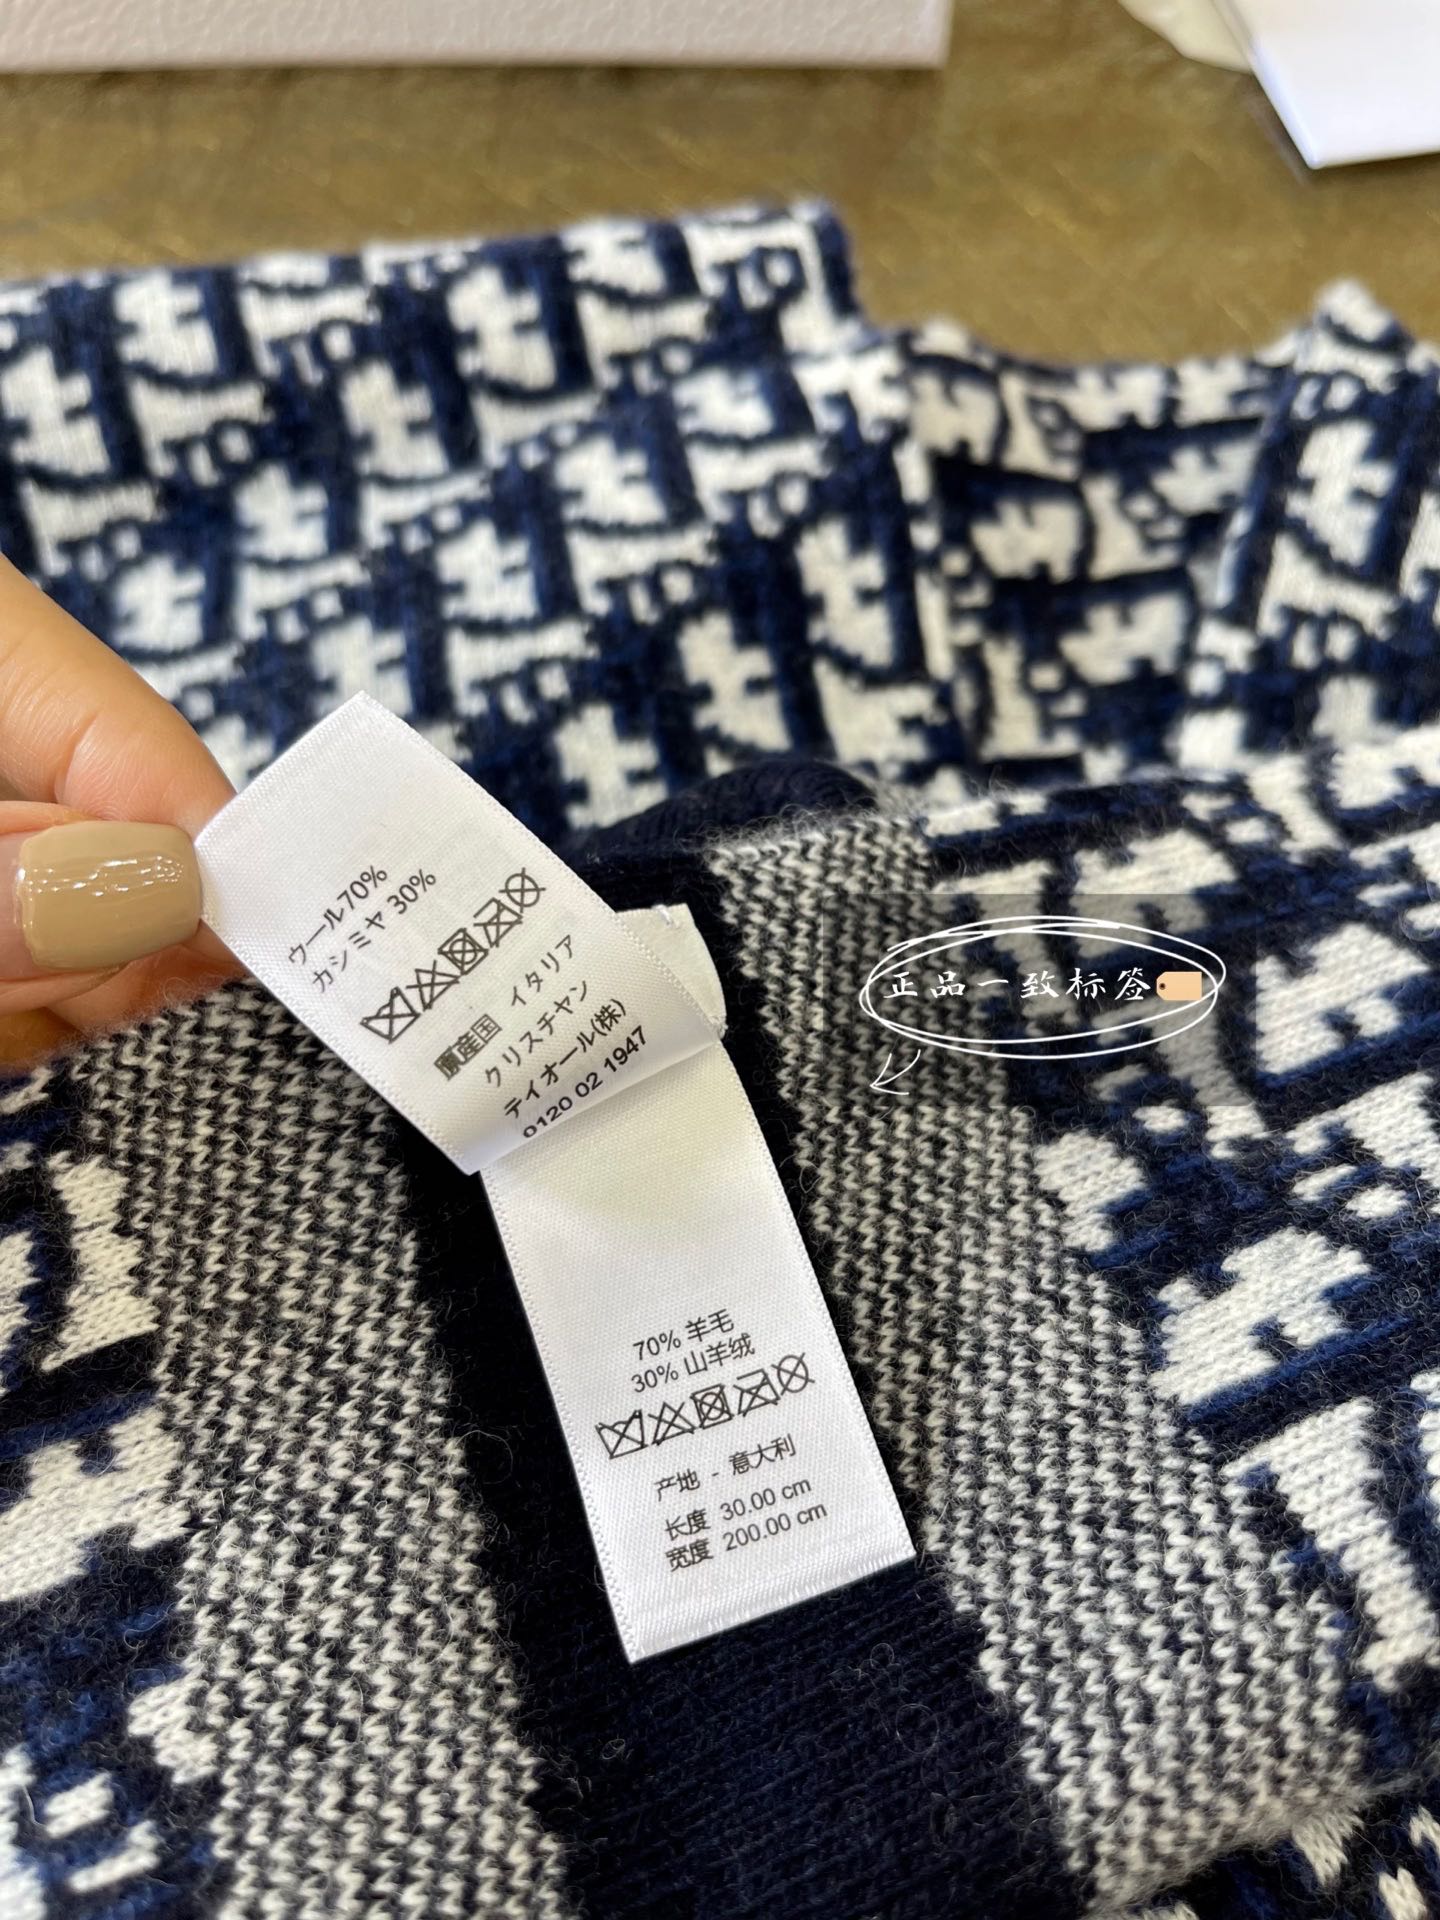 ウール70%
カシミヤ 30%
原産国 イタリア
クリスチャン
デイオール(株)
0120 02 1947
正品一致标签
70% 羊毛
30% 山羊绒
产地 - 意大利
长度 30.00 cm
宽度 200.00 cm